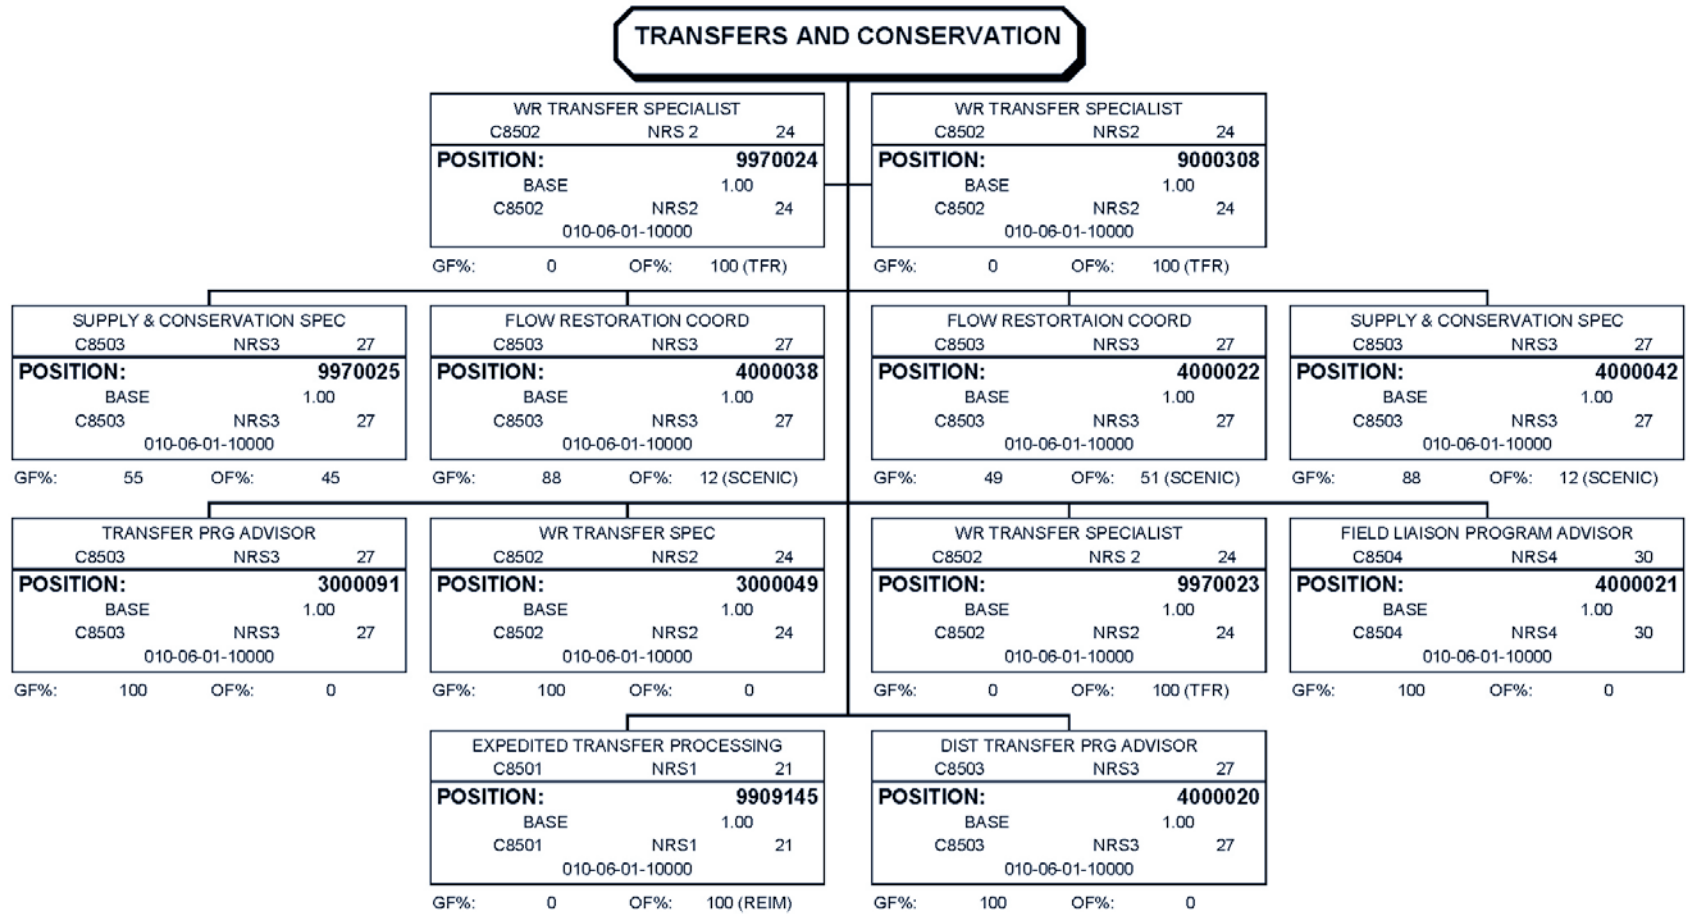 TRANSFERS AND CONSERVATION
WR TRANSFER SPECIALIST
C8502 NRS 2 24
POSITION: 9970024
BASE 1.00
C8502 NRS2 24
010-06-01-10000
GF%: 0 OF%: 100 (TFR)
WR TRANSFER SPECIALIST
C8502 NRS2 24
POSITION: 9000308
BASE 1.00
C8502 NRS2 24
010-06-01-10000
GF%: 0 OF%: 100 (TFR)
SUPPLY & CONSERVATION SPEC
C8503 NRS3 27
POSITION: 9970025
BASE 1.00
C8503 NRS3 27
010-06-01-10000
GF%: 55 OF%: 45
FLOW RESTORATION COORD
C8503 NRS3 27
POSITION: 4000038
BASE 1.00
C8503 NRS3 27
010-06-01-10000
GF%: 88 OF%: 12 (SCENIC)
FLOW RESTORTAION COORD
C8503 NRS3 27
POSITION: 4000022
BASE 1.00
C8503 NRS3 27
010-06-01-10000
GF%: 49 OF%: 51 (SCENIC)
SUPPLY & CONSERVATION SPEC
C8503 NRS3 27
POSITION: 4000042
BASE 1.00
C8503 NRS3 27
010-06-01-10000
GF%: 88 OF%: 12 (SCENIC)
TRANSFER PRG ADVISOR
C8503 NRS3 27
POSITION: 3000091
BASE 1.00
C8503 NRS3 27
010-06-01-10000
GF%: 100 OF%: 0
WR TRANSFER SPEC
C8502 NRS2 24
POSITION: 3000049
BASE 1.00
C8502 NRS2 24
010-06-01-10000
GF%: 100 OF%: 0
WR TRANSFER SPECIALIST
C8502 NRS 2 24
POSITION: 9970023
BASE 1.00
C8502 NRS2 24
010-06-01-10000
GF%: 0 OF%: 100 (TFR)
FIELD LIAISON PROGRAM ADVISOR
C8504 NRS4 30
POSITION: 4000021
BASE 1.00
C8504 NRS4 30
010-06-01-10000
GF%: 100 OF%: 0
EXPEDITED TRANSFER PROCESSING
C8501 NRS1 21
POSITION: 9909145
BASE 1.00
C8501 NRS1 21
010-06-01-10000
GF%: 0 OF%: 100 (REIM)
DIST TRANSFER PRG ADVISOR
C8503 NRS3 27
POSITION: 4000020
BASE 1.00
C8503 NRS3 27
010-06-01-10000
GF%: 100 OF%: 0